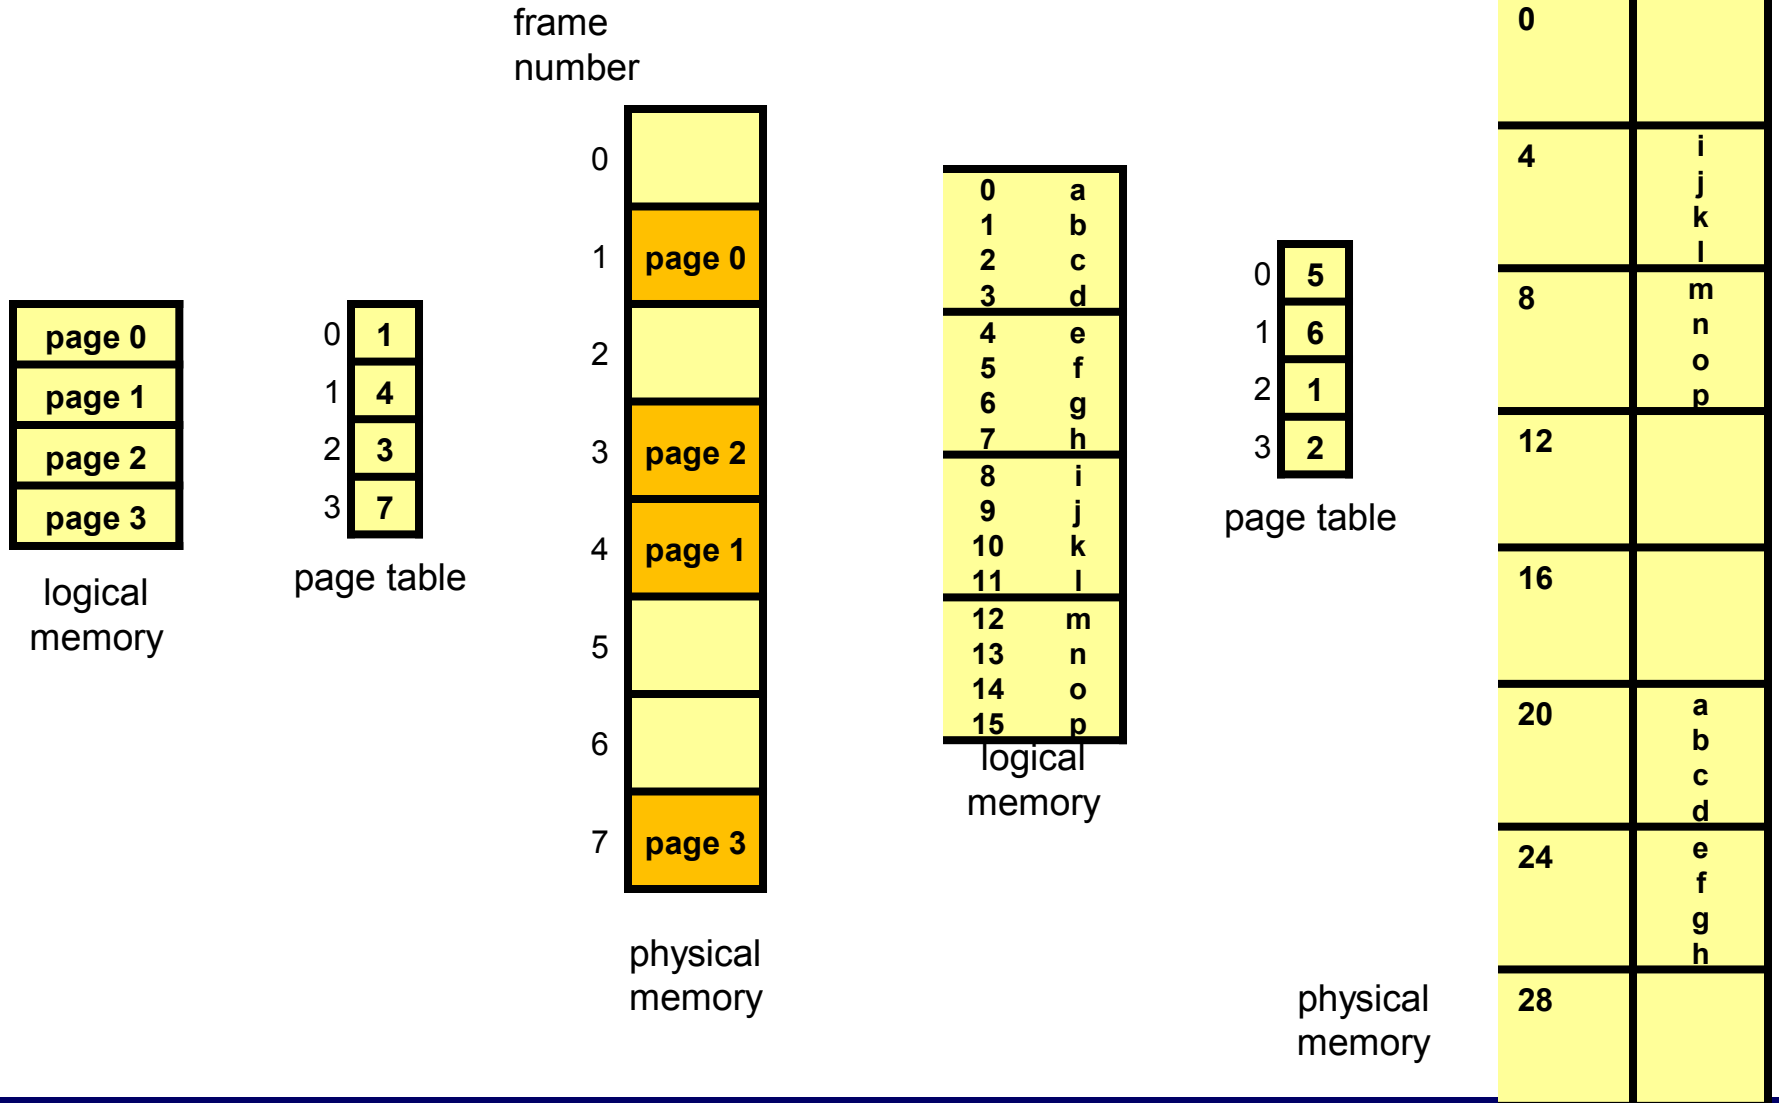 frame
number
0
1 page 0
2
3 page 2
4 page 1
5
6
7 page 3
physical
memory
page 0
page 1
page 2
page 3
logical
memory
0 1
1 4
2 3
3 7
page table
0 a
1 b
2 c
3 d
4 e
5 f
6 g
7 h
8 i
9 j
10 k
11 l
12 m
13 n
14 o
15 p
logical
memory
0 5
1 6
2 1
3 2
page table
0
4 i
j
k
l
8 m
n
o
p
12
16
20 a
b
c
d
24 e
f
g
h
28
physical
memory